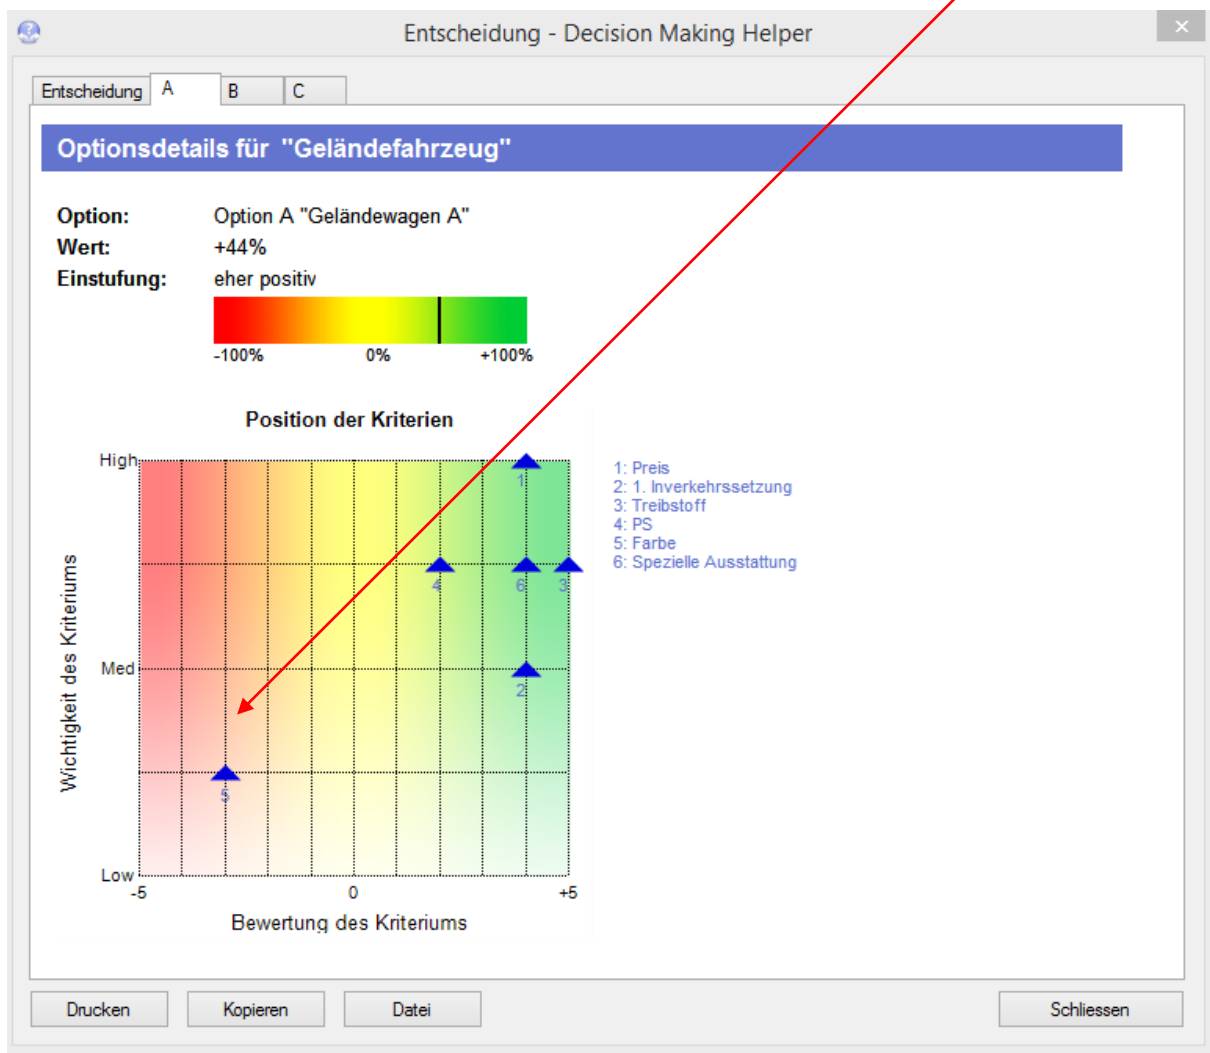 Entscheidung - Decision Making Helper
Entscheidung A B C
Optionsdetails für "Geländefahrzeug"
Option: Option A "Geländewagen A"
Wert: +44%
Einstufung: eher positiv
-100% 0% +100%
Position der Kriterien
High
Med
Low
Wichtigkeit des Kriteriums
1
4 6 3
2
5
-5 0 +5
Bewertung des Kriteriums
1: Preis
2: 1. Inverkehrssetzung
3: Treibstoff
4: PS
5: Farbe
6: Spezielle Ausstattung
Drucken Kopieren Datei Schliessen